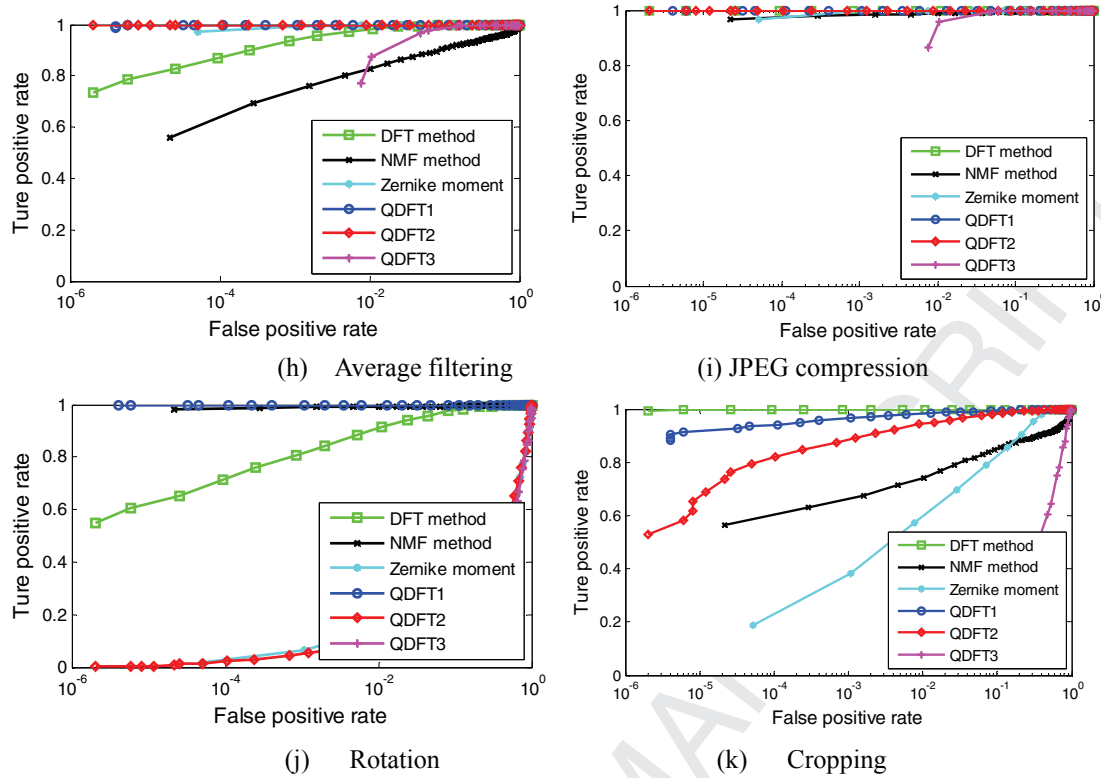 1
0.8
0.6
0.4
0.2
0
Ture positive rate
10^-6
10^-4
10^-2
10^0
False positive rate
DFT method
NMF method
Zernike moment
QDFT1
QDFT2
QDFT3
(h) Average filtering
1
0.8
0.6
0.4
0.2
0
Ture positive rate
10^-6
10^-5
10^-4
10^-3
10^-2
10^-1
10^0
False positive rate
DFT method
NMF method
Zernike moment
QDFT1
QDFT2
QDFT3
(i) JPEG compression
1
0.8
0.6
0.4
0.2
0
Ture positive rate
10^-6
10^-4
10^-2
10^0
False positive rate
DFT method
NMF method
Zernike moment
QDFT1
QDFT2
QDFT3
(j) Rotation
1
0.8
0.6
0.4
0.2
0
Ture positive rate
10^-6
10^-5
10^-4
10^-3
10^-2
10^-1
10^0
False positive rate
DFT method
NMF method
Zernike moment
QDFT1
QDFT2
QDFT3
(k) Cropping